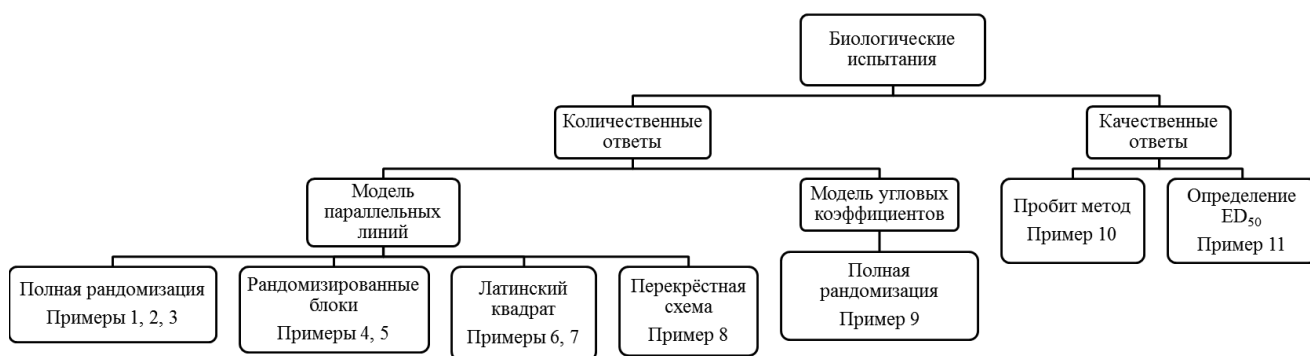 Биологические
испытания
Количественные
ответы
Качественные
ответы
Модель
параллельных
линий
Модель угловых
коэффициентов
Пробит метод
Пример 10
Определение
ED₅₀
Пример 11
Полная рандомизация
Примеры 1, 2, 3
Рандомизированные
блоки
Примеры 4, 5
Латинский
квадрат
Примеры 6, 7
Перекрёстная
схема
Пример 8
Полная
рандомизация
Пример 9